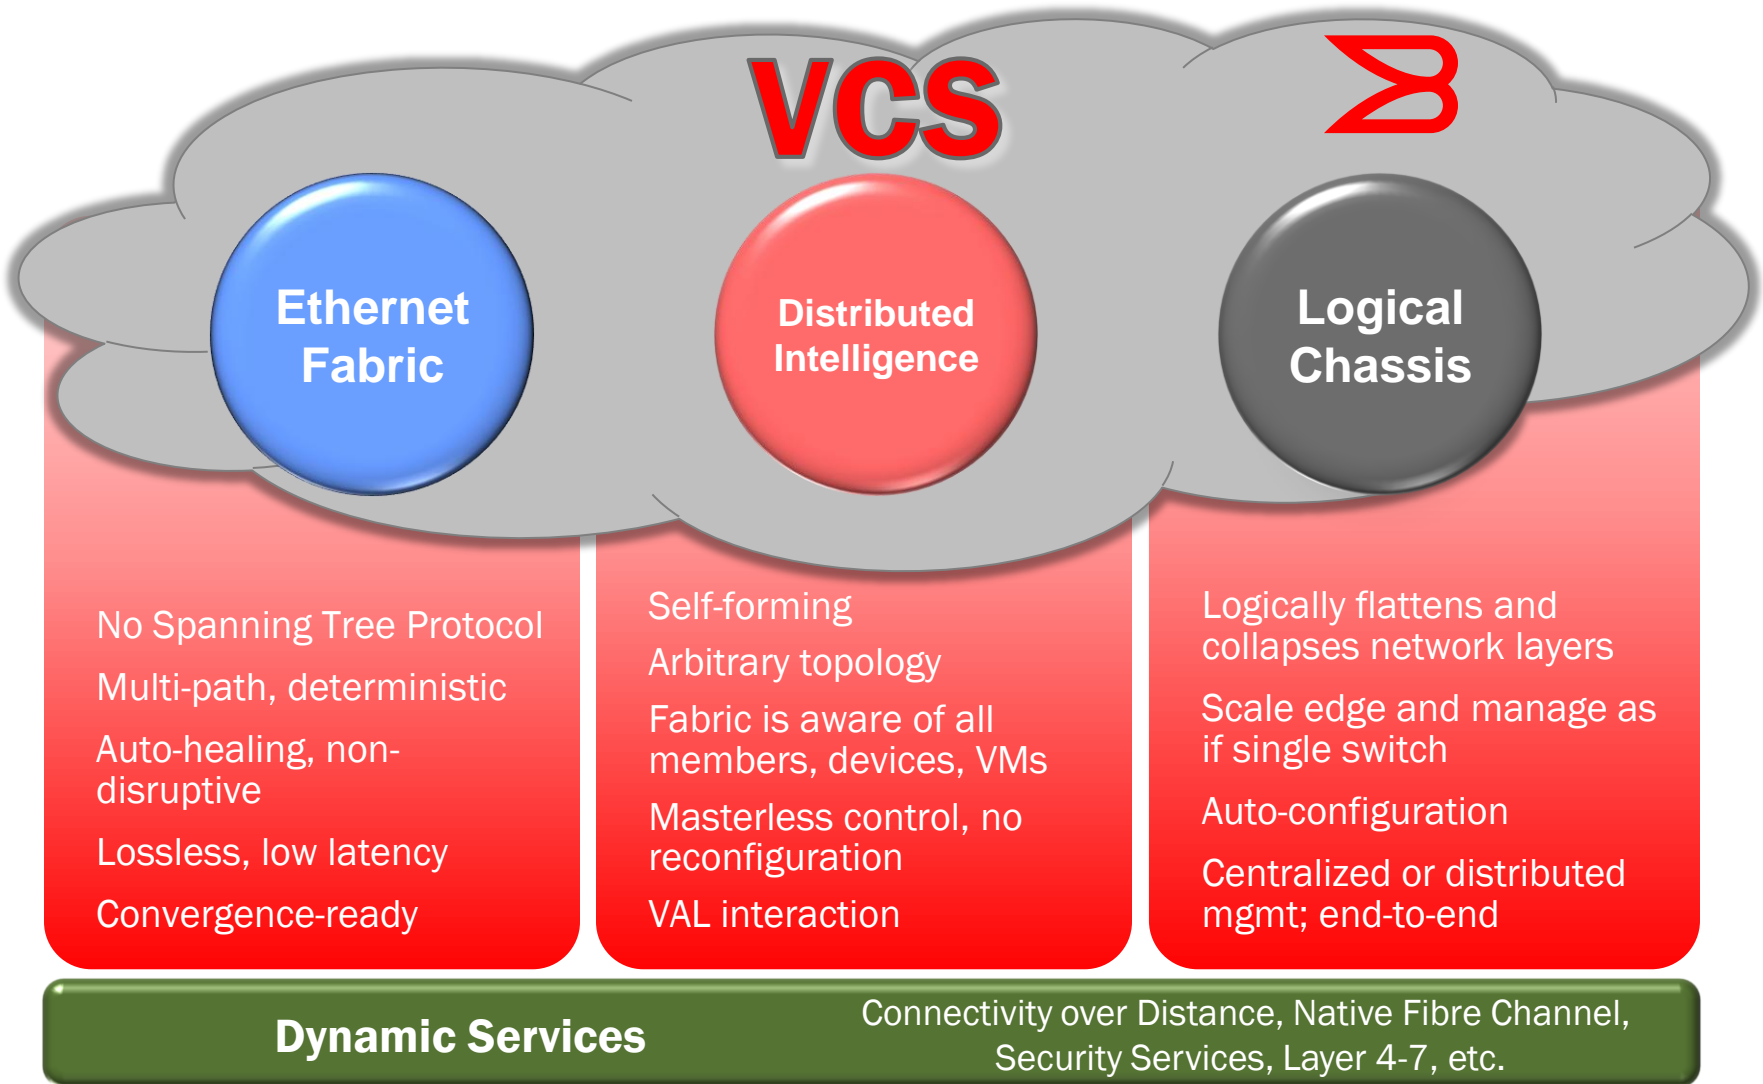 VCS
Ethernet
Fabric
Distributed
Intelligence
Logical
Chassis
No Spanning Tree Protocol
Multi-path, deterministic
Auto-healing, non-
disruptive
Lossless, low latency
Convergence-ready
Self-forming
Arbitrary topology
Fabric is aware of all
members, devices, VMs
Masterless control, no
reconfiguration
VAL interaction
Logically flattens and
collapses network layers
Scale edge and manage as
if single switch
Auto-configuration
Centralized or distributed
mgmt; end-to-end
Dynamic Services
Connectivity over Distance, Native Fibre Channel,
Security Services, Layer 4-7, etc.